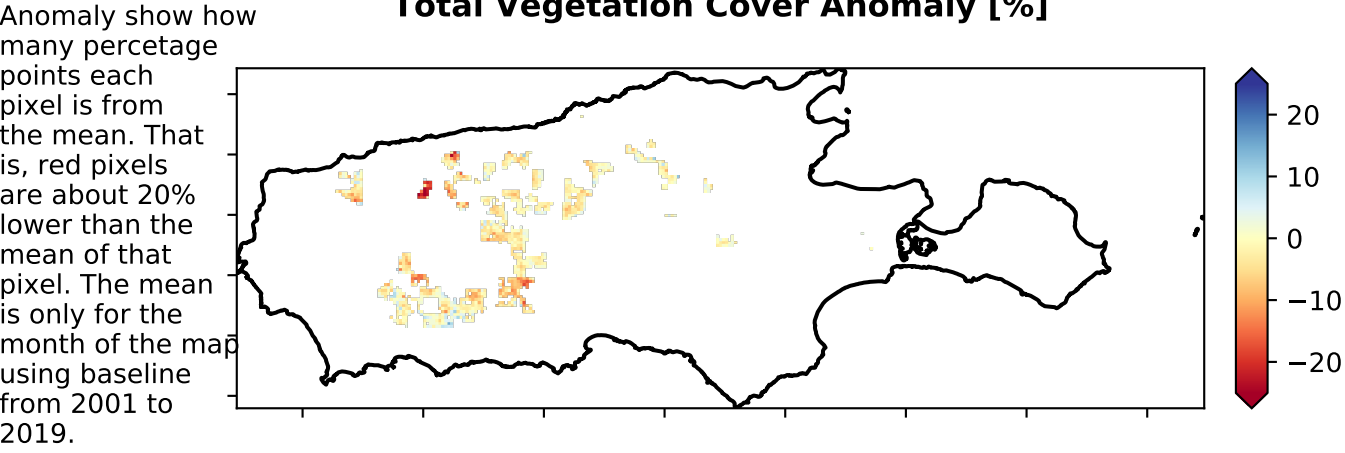 Total Vegetation Cover Anomaly [%]
Anomaly show how
many percetage
points each
pixel is from
the mean. That
is, red pixels
are about 20%
lower than the
mean of that
pixel. The mean
is only for the
month of the map
using baseline
from 2001 to
2019.
20
10
0
−10
−20